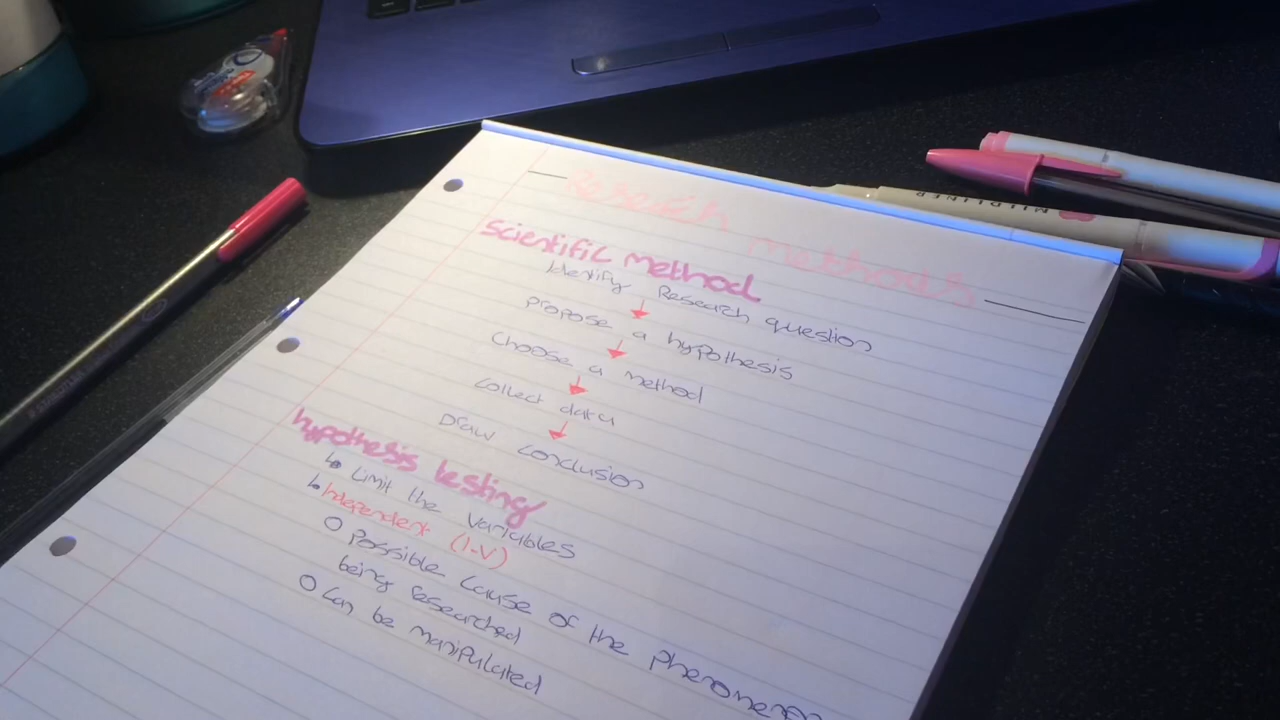 Research methods
scientific method
Identify Research question
propose a hypothesis
Choose a method
Collect data
Draw Conclusion
hypothesis testing
Limit the variables
Independent (I-V)
Possible cause of the phenomenon
being researched
Can be manipulated
MILDLINER